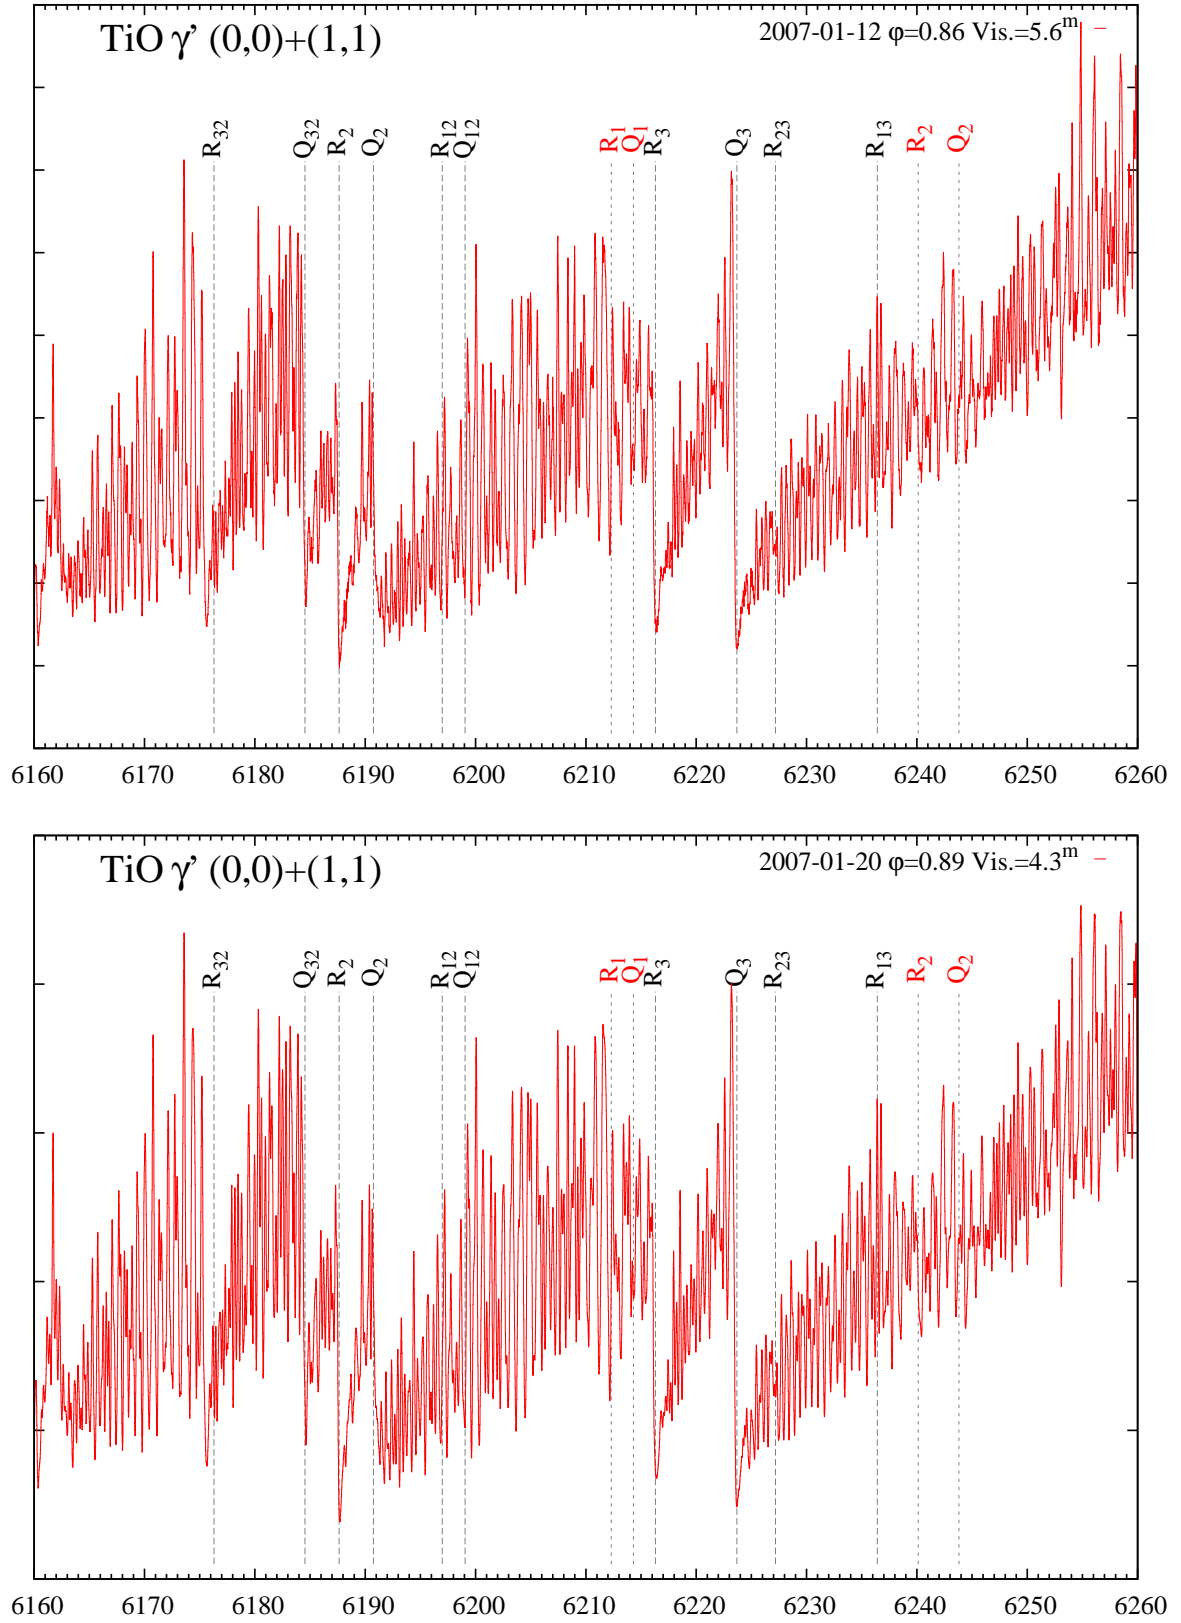 TiO γ’ (0,0)+(1,1)
2007-01-12 φ=0.86 Vis.=5.6m
R32 Q32 R2 Q2 R12 Q12 R1 Q1 R3 Q3 R23 R13 R2 Q2
6160 6170 6180 6190 6200 6210 6220 6230 6240 6250 6260
TiO γ’ (0,0)+(1,1)
2007-01-20 φ=0.89 Vis.=4.3m
R32 Q32 R2 Q2 R12 Q12 R1 Q1 R3 Q3 R23 R13 R2 Q2
6160 6170 6180 6190 6200 6210 6220 6230 6240 6250 6260